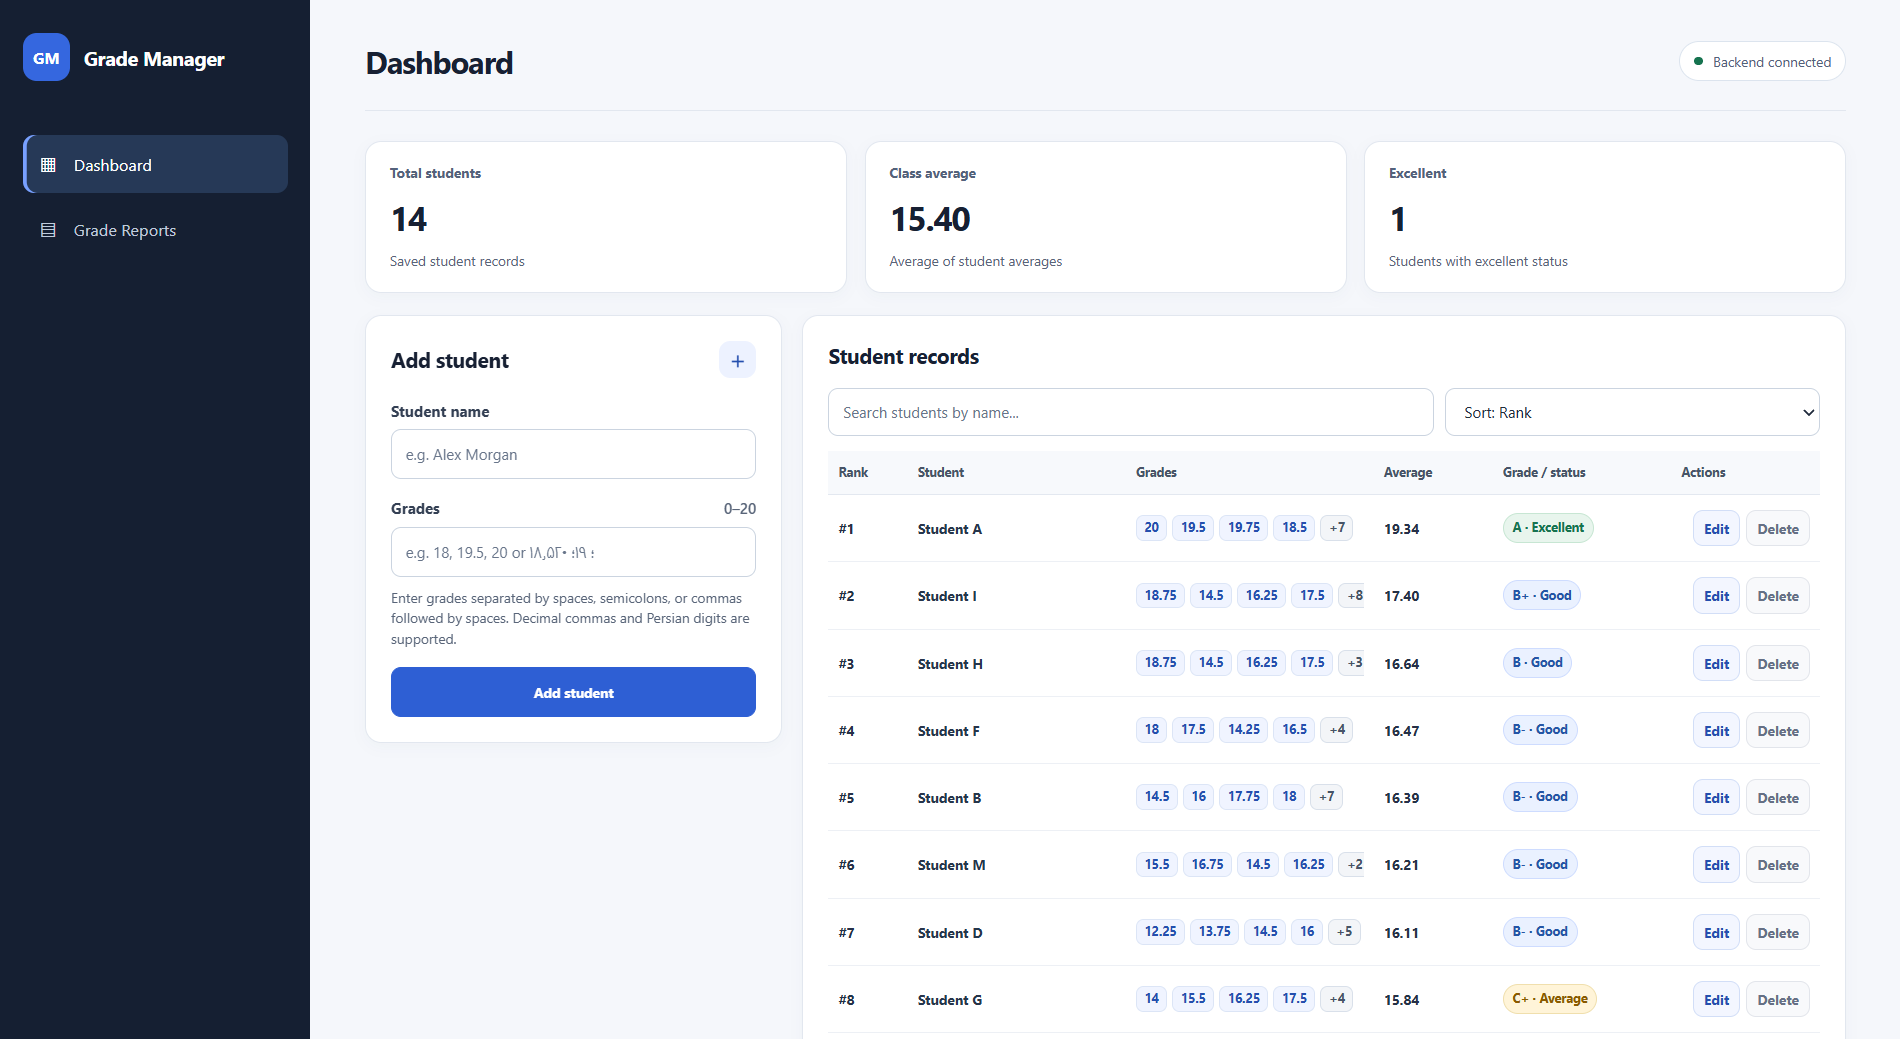 GM
Grade Manager
Dashboard
Grade Reports
Dashboard
Backend connected
Total students
14
Saved student records
Class average
15.40
Average of student averages
Excellent
1
Students with excellent status
Add student
+
Student name
e.g. Alex Morgan
Grades
0–20
e.g. 18, 19.5, 20 or ۱۸٫۵؛ ۱۹؛ ۲۰
Enter grades separated by spaces, semicolons, or commas
followed by spaces. Decimal commas and Persian digits are
supported.
Add student
Student records
Search students by name...
Sort: Rank
Rank Student Grades Average Grade / status Actions
#1 Student A 20 19.5 19.75 18.5 +7 19.34 A · Excellent Edit Delete
#2 Student I 18.75 14.5 16.25 17.5 +8 17.40 B+ · Good Edit Delete
#3 Student H 18.75 14.5 16.25 17.5 +3 16.64 B · Good Edit Delete
#4 Student F 18 17.5 14.25 16.5 +4 16.47 B- · Good Edit Delete
#5 Student B 14.5 16 17.75 18 +7 16.39 B- · Good Edit Delete
#6 Student M 15.5 16.75 14.5 16.25 +2 16.21 B- · Good Edit Delete
#7 Student D 12.25 13.75 14.5 16 +5 16.11 B- · Good Edit Delete
#8 Student G 14 15.5 16.25 17.5 +4 15.84 C+ · Average Edit Delete